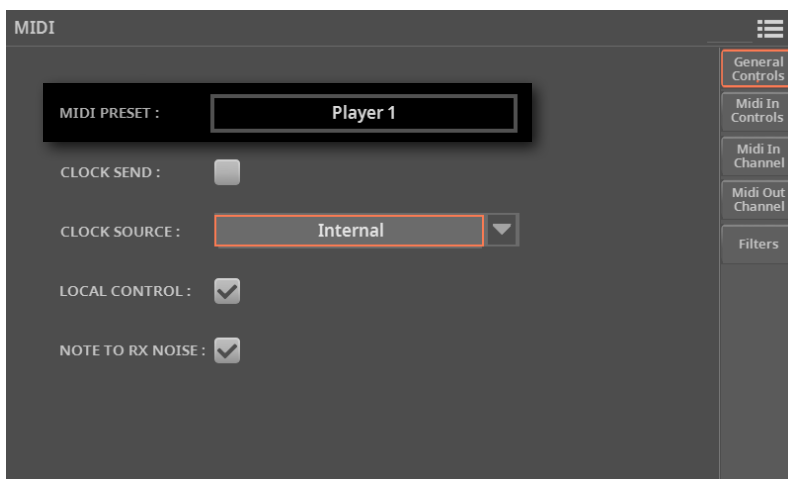 MIDI
General
Controls
MIDI PRESET :
Player 1
Midi In
Controls
Midi In
Channel
CLOCK SEND :
Midi Out
Channel
CLOCK SOURCE :
Internal
Filters
LOCAL CONTROL :
NOTE TO RX NOISE :